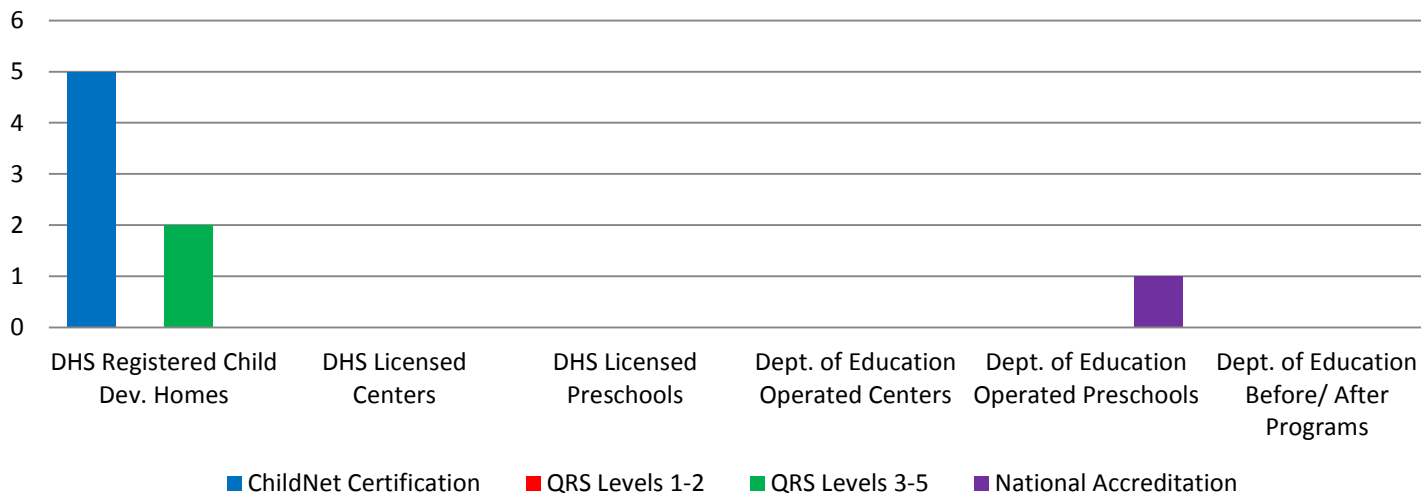 6
5
4
3
2
1
0
DHS Registered Child
Dev. Homes
DHS Licensed
Centers
DHS Licensed
Preschools
Dept. of Education
Operated Centers
Dept. of Education
Operated Preschools
Dept. of Education
Before/ After
Programs
ChildNet Certification
QRS Levels 1-2
QRS Levels 3-5
National Accreditation